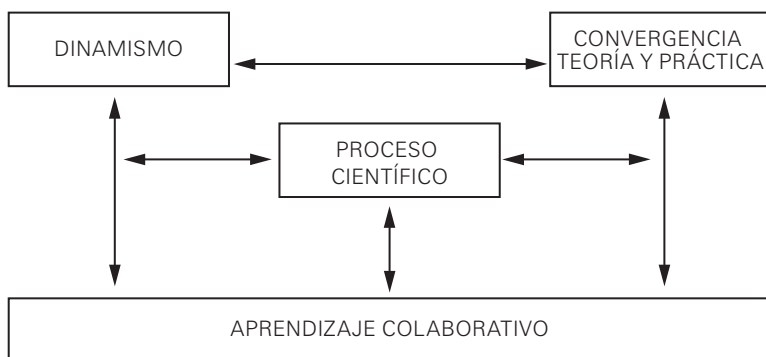 DINAMISMO
CONVERGENCIA
TEORÍA Y PRÁCTICA
PROCESO
CIENTÍFICO
APRENDIZAJE COLABORATIVO